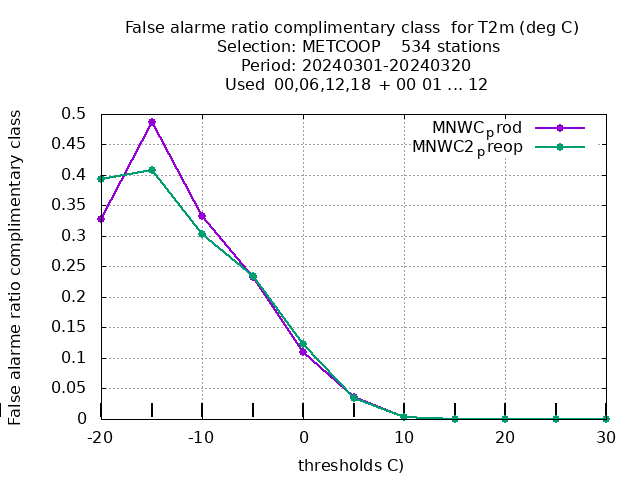 False alarme ratio complimentary class  for T2m (deg C)
Selection: METCOOP    534 stations
Period: 20240301-20240320
Used  00,06,12,18  + 00 01 ... 12
False alarme ratio complimentary class
MNWCprod
MNWC2preop
0.5
0.45
0.4
0.35
0.3
0.25
0.2
0.15
0.1
0.05
0
-20 -10 0 10 20 30
thresholds C)